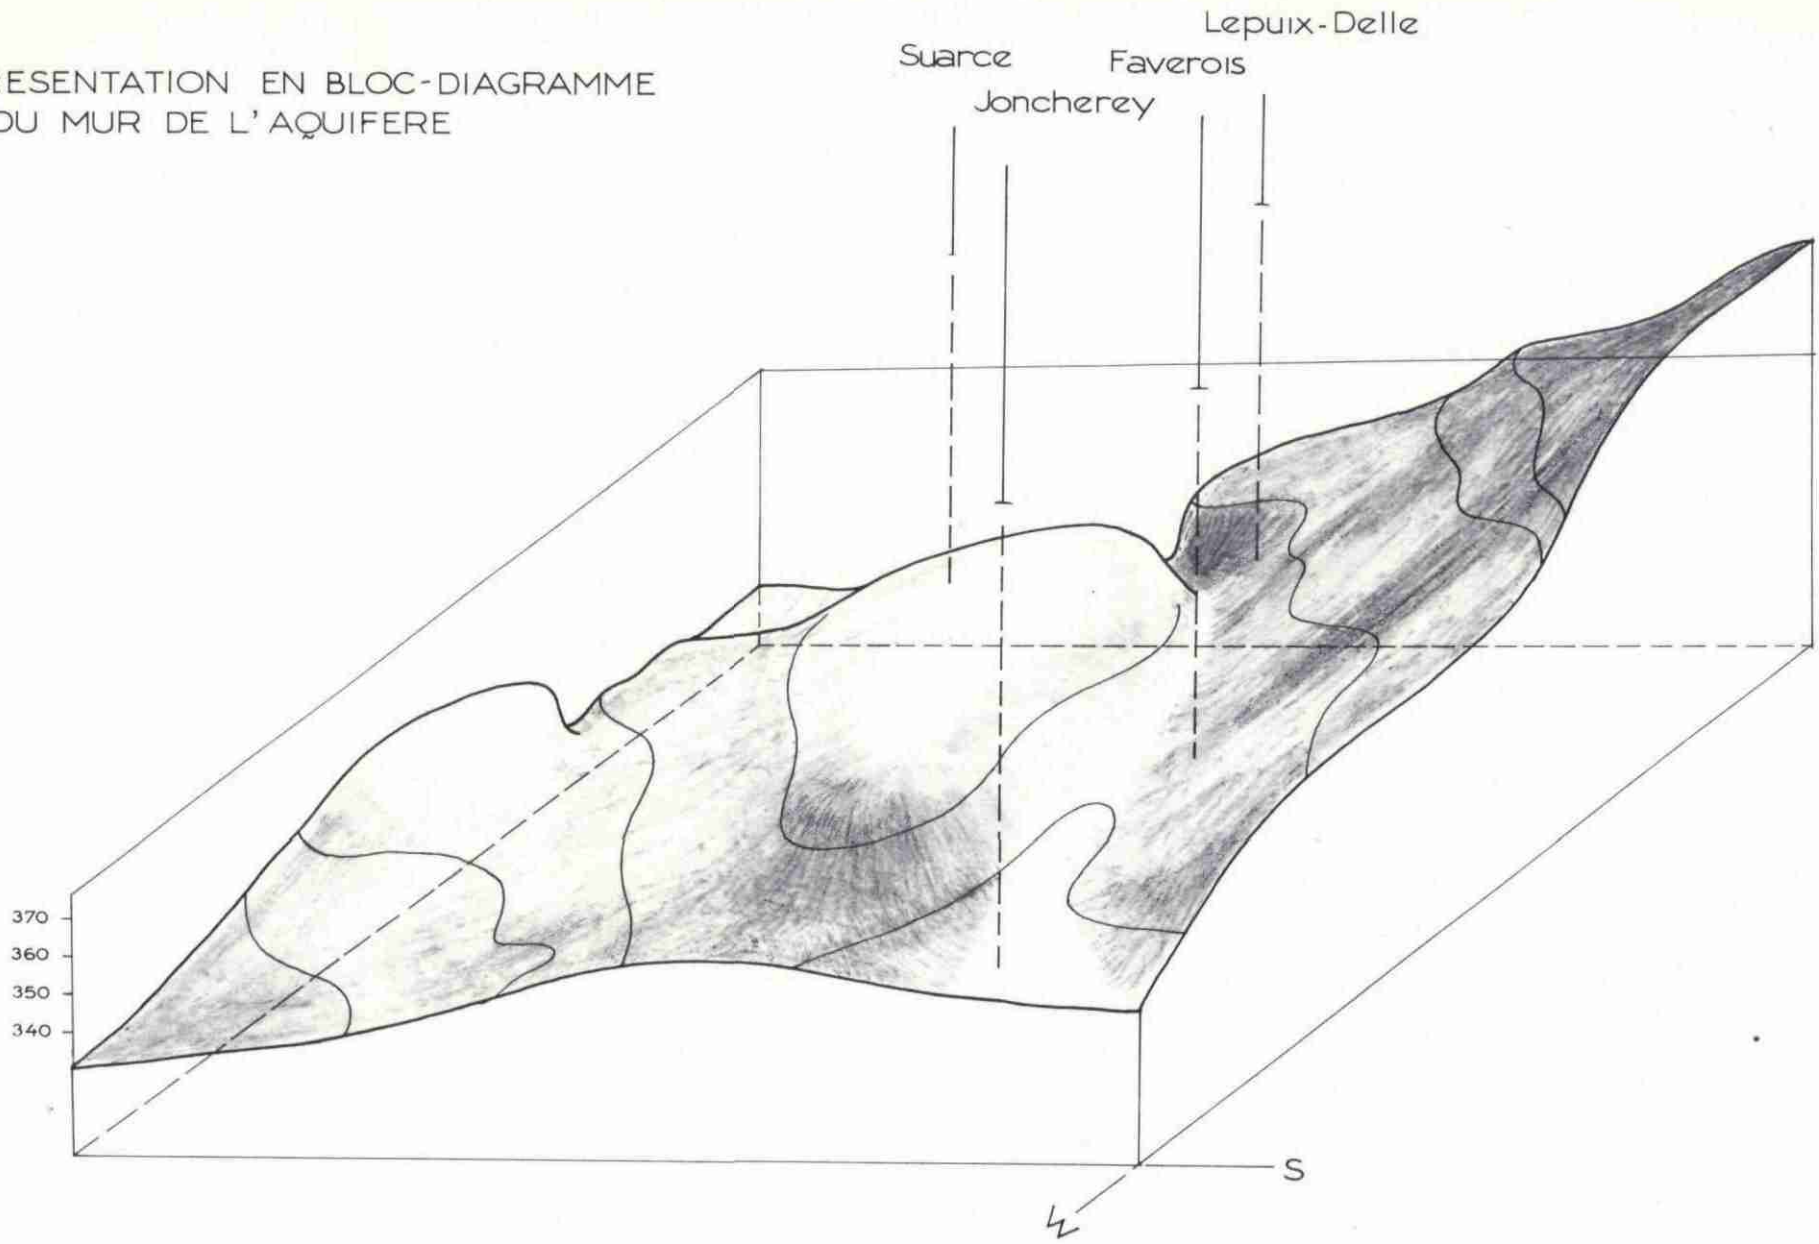 ESENTATION EN BLOC-DIAGRAMME
DU MUR DE L'AQUIFERE
Lepuix-Delle
Suarce
Faverois
Joncherey
370
360
350
340
S
W